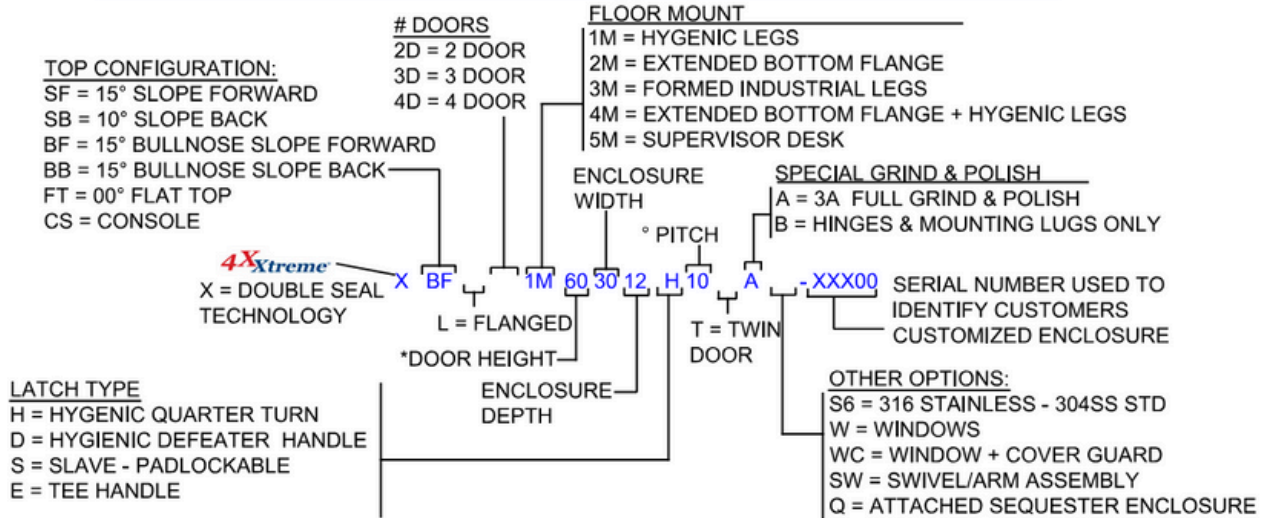 # DOORS
2D = 2 DOOR
3D = 3 DOOR
4D = 4 DOOR
FLOOR MOUNT
1M = HYGENIC LEGS
2M = EXTENDED BOTTOM FLANGE
3M = FORMED INDUSTRIAL LEGS
4M = EXTENDED BOTTOM FLANGE + HYGENIC LEGS
5M = SUPERVISOR DESK
TOP CONFIGURATION:
SF = 15° SLOPE FORWARD
SB = 10° SLOPE BACK
BF = 15° BULLNOSE SLOPE FORWARD
BB = 15° BULLNOSE SLOPE BACK
FT = 00° FLAT TOP
CS = CONSOLE
ENCLOSURE
WIDTH
° PITCH
SPECIAL GRIND & POLISH
A = 3A FULL GRIND & POLISH
B = HINGES & MOUNTING LUGS ONLY
4X Xtreme
X = DOUBLE SEAL
TECHNOLOGY
X BF 1M 60 30 12 H 10 A - XXX00
L = FLANGED
*DOOR HEIGHT
ENCLOSURE
DEPTH
T = TWIN
DOOR
SERIAL NUMBER USED TO
IDENTIFY CUSTOMERS
CUSTOMIZED ENCLOSURE
LATCH TYPE
H = HYGENIC QUARTER TURN
D = HYGIENIC DEFEATER HANDLE
S = SLAVE - PADLOCKABLE
E = TEE HANDLE
OTHER OPTIONS:
S6 = 316 STAINLESS - 304SS STD
W = WINDOWS
WC = WINDOW + COVER GUARD
SW = SWIVEL/ARM ASSEMBLY
Q = ATTACHED SEQUESTER ENCLOSURE